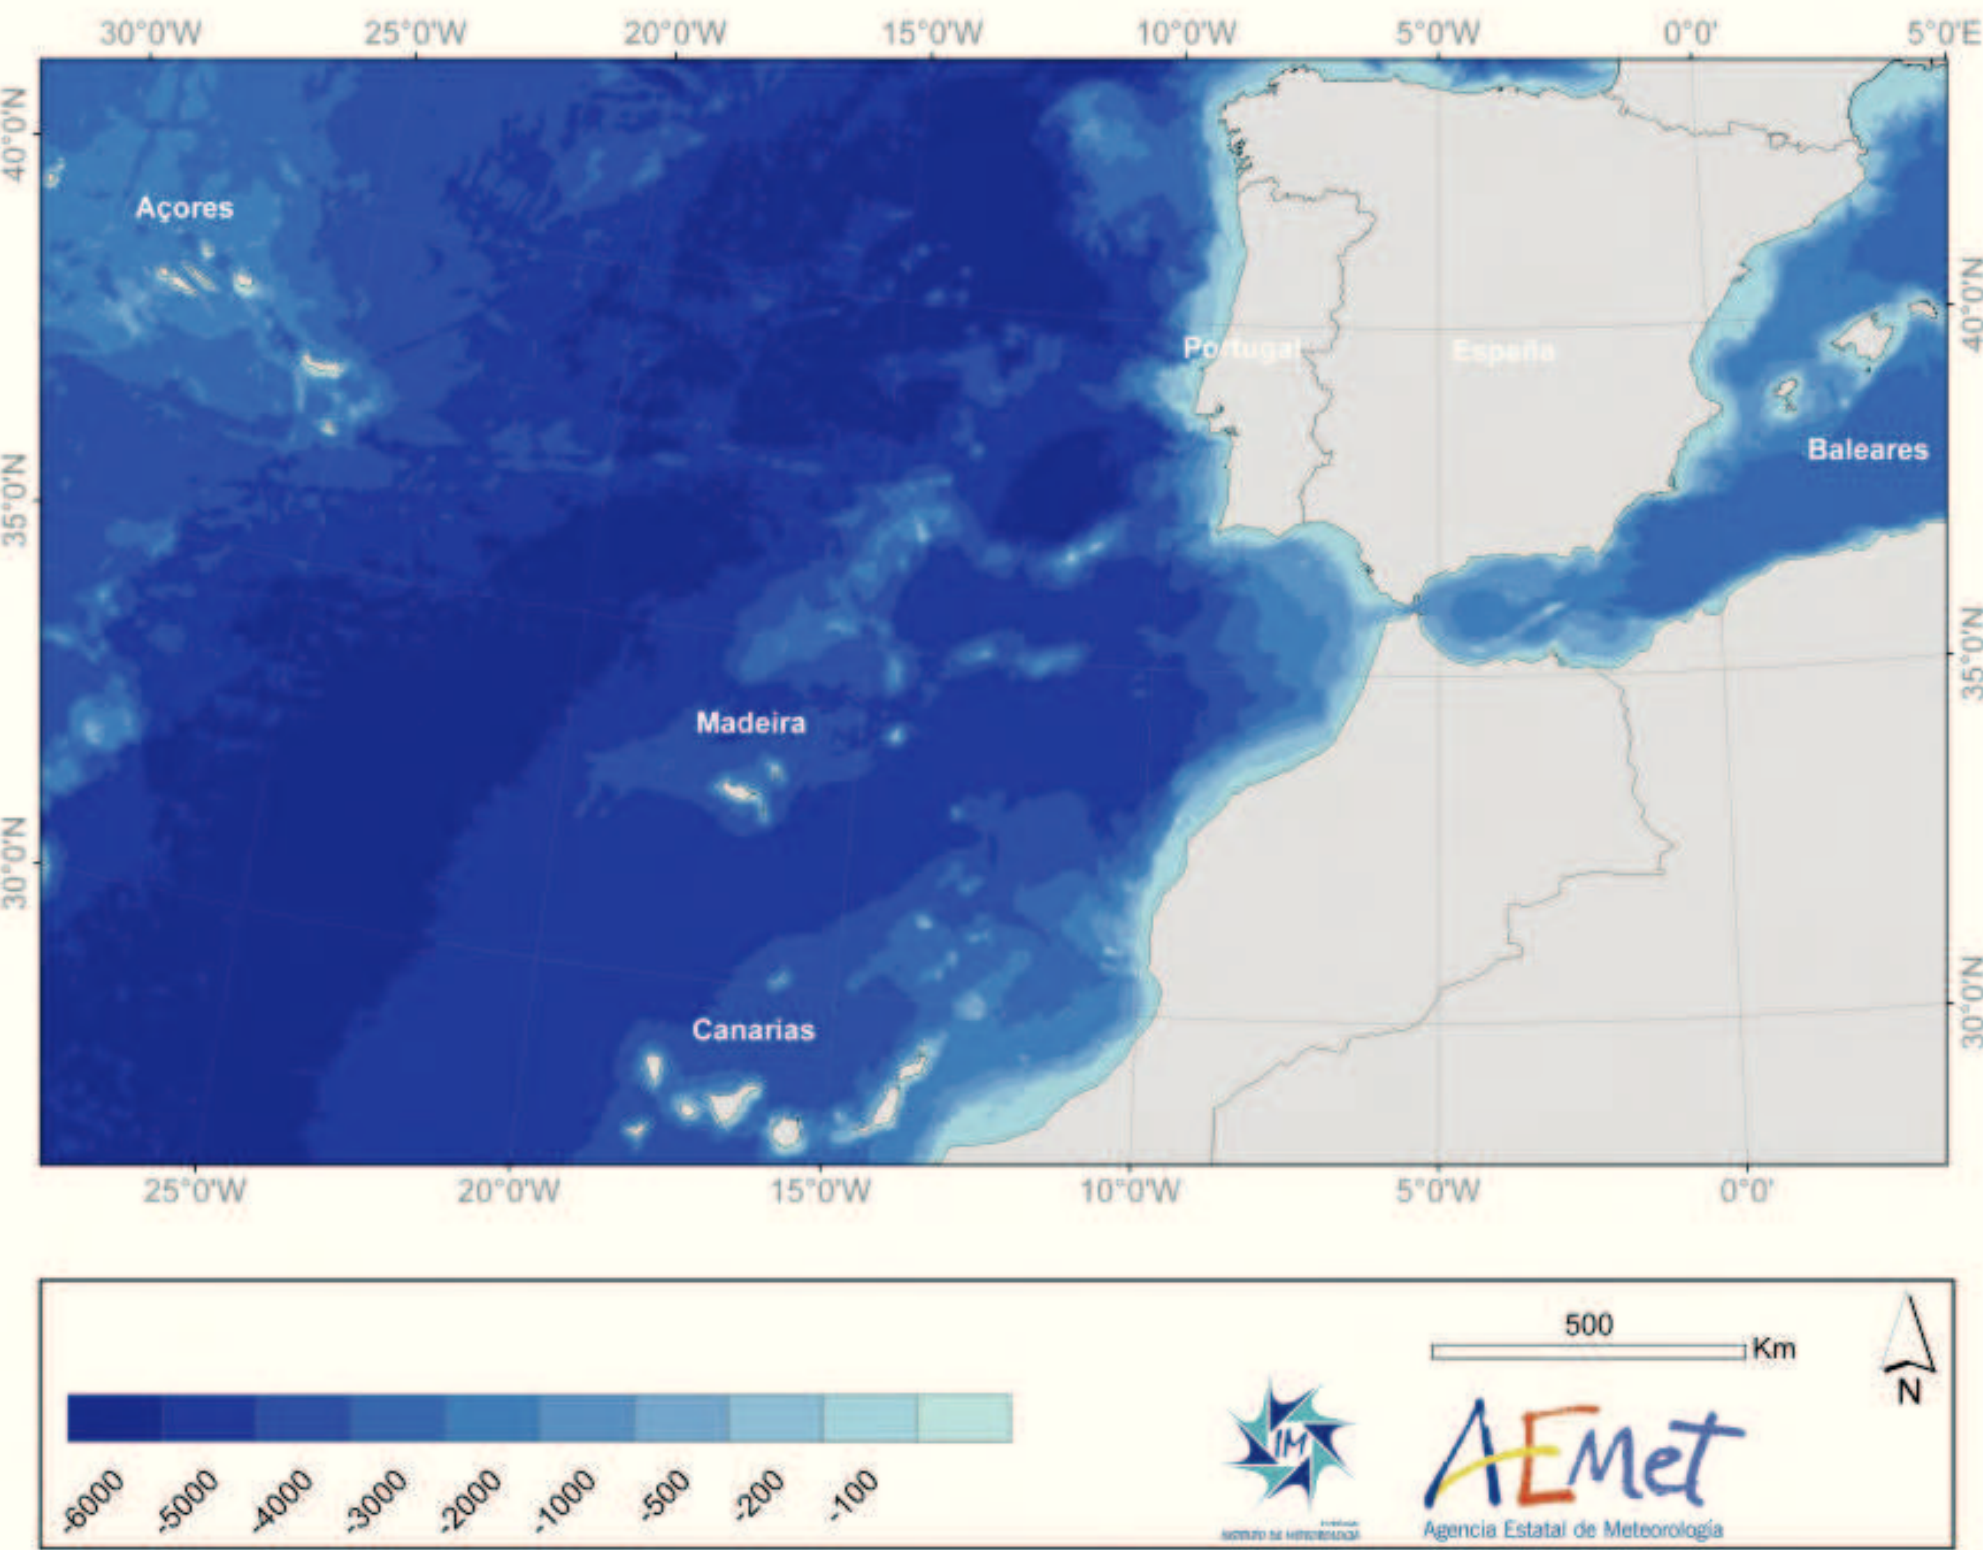 30°0'W 25°0'W 20°0'W 15°0'W 10°0'W 5°0'W 0°0' 5°0'E
40°0'N
Açores
40°0'N
Portugal
España
Baleares
35°0'N
35°0'N
Madeira
30°0'N
30°0'N
Canarias
25°0'W 20°0'W 15°0'W 10°0'W 5°0'W 0°0'
500
Km
N
-6000 -5000 -4000 -3000 -2000 -1000 -500 -200 -100
IM
INSTITUTO DE METEOROLOGIA
AEMet
Agencia Estatal de Meteorología